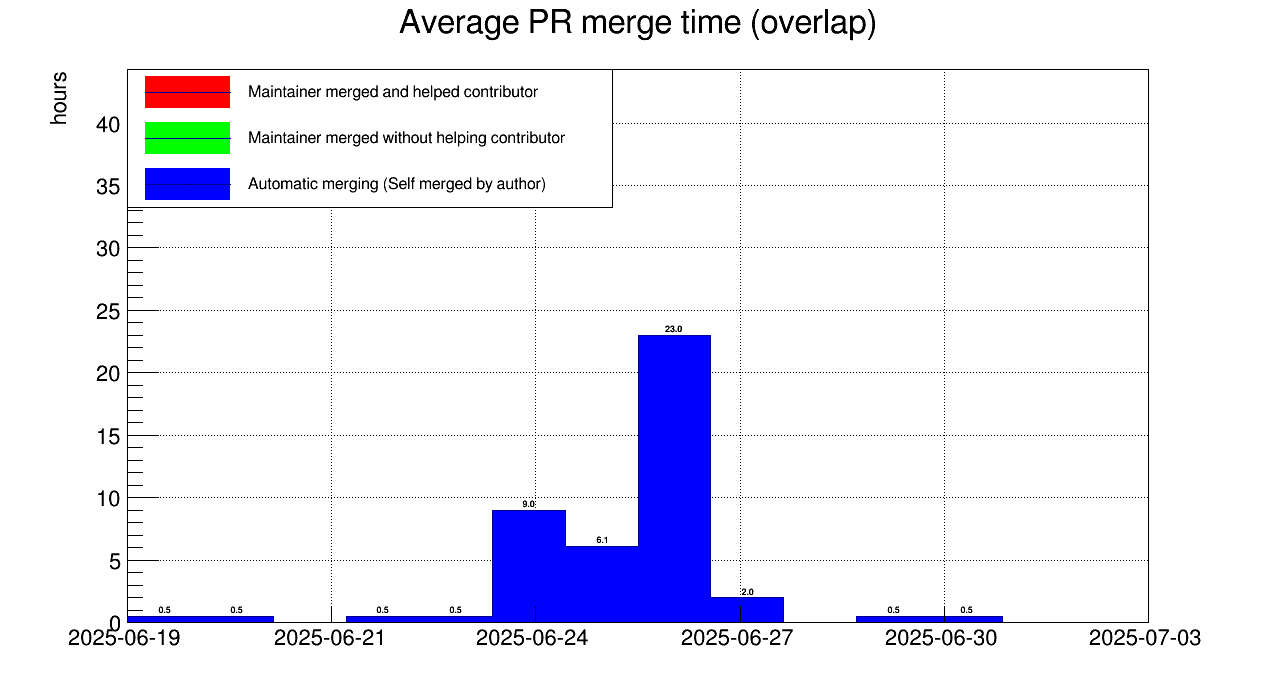 Average PR merge time (overlap)
hours
Maintainer merged and helped contributor
Maintainer merged without helping contributor
Automatic merging (Self merged by author)
40
35
30
25
20
15
10
5
0
0.5 0.5 0.5 0.5 9.0 6.1 23.0 2.0 0.5 0.5
2025-06-19 2025-06-21 2025-06-24 2025-06-27 2025-06-30 2025-07-03